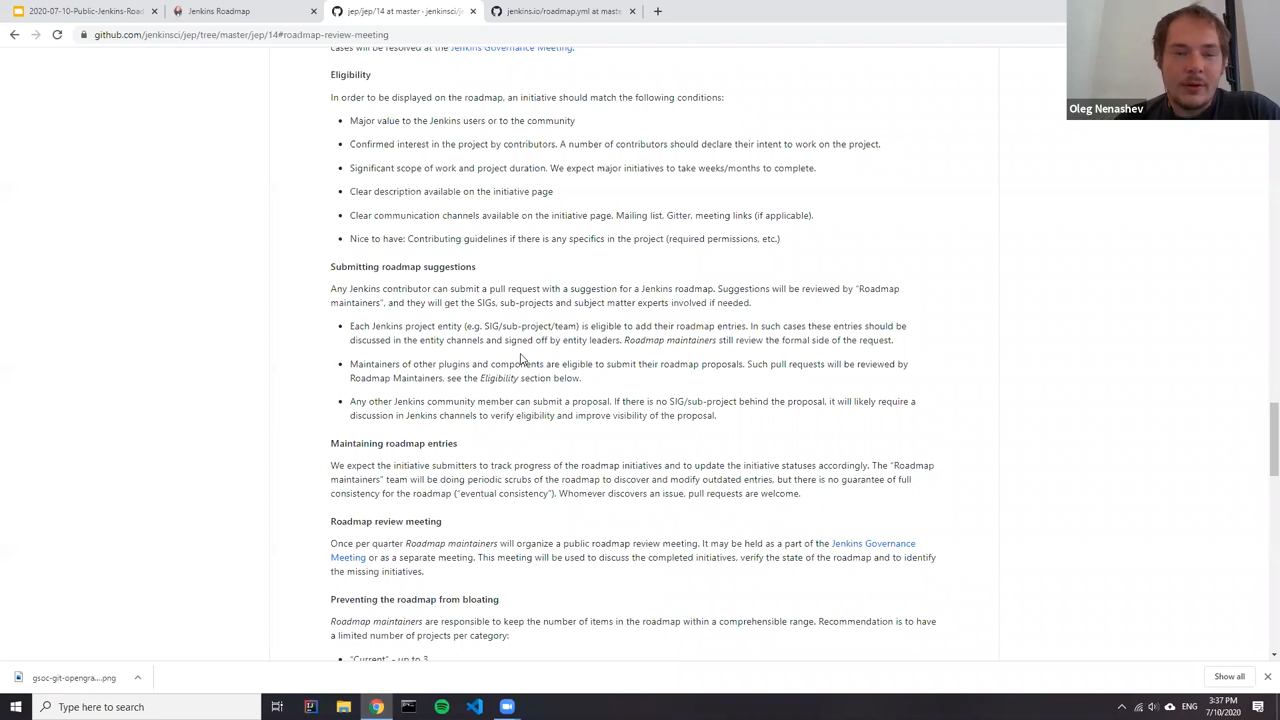 2020-07-10-Public-Jenkins-Road
Jenkins Roadmap
jep/jep/14 at master · jenkinsci/j
jenkins.io/roadmap.yml at maste
github.com/jenkinsci/jep/tree/master/jep/14#roadmap-review-meeting
Oleg Nenashev
cases will be resolved at the Jenkins Governance Meeting.
Eligibility
In order to be displayed on the roadmap, an initiative should match the following conditions:
• Major value to the Jenkins users or to the community
• Confirmed interest in the project by contributors. A number of contributors should declare their intent to work on the project.
• Significant scope of work and project duration. We expect major initiatives to take weeks/months to complete.
• Clear description available on the initiative page
• Clear communication channels available on the initiative page. Mailing list, Gitter, meeting links (if applicable).
• Nice to have: Contributing guidelines if there is any specifics in the project (required permissions, etc.)
Submitting roadmap suggestions
Any Jenkins contributor can submit a pull request with a suggestion for a Jenkins roadmap. Suggestions will be reviewed by “Roadmap
maintainers”, and they will get the SIGs, sub-projects and subject matter experts involved if needed.
• Each Jenkins project entity (e.g. SIG/sub-project/team) is eligible to add their roadmap entries. In such cases these entries should be
discussed in the entity channels and signed off by entity leaders. Roadmap maintainers still review the formal side of the request.
• Maintainers of other plugins and components are eligible to submit their roadmap proposals. Such pull requests will be reviewed by
Roadmap Maintainers, see the Eligibility section below.
• Any other Jenkins community member can submit a proposal. If there is no SIG/sub-project behind the proposal, it will likely require a
discussion in Jenkins channels to verify eligibility and improve visibility of the proposal.
Maintaining roadmap entries
We expect the initiative submitters to track progress of the roadmap initiatives and to update the initiative statuses accordingly. The “Roadmap
maintainers” team will be doing periodic scrubs of the roadmap to discover and modify outdated entries, but there is no guarantee of full
consistency for the roadmap (“eventual consistency”). Whomever discovers an issue, pull requests are welcome.
Roadmap review meeting
Once per quarter Roadmap maintainers will organize a public roadmap review meeting. It may be held as a part of the Jenkins Governance
Meeting or as a separate meeting. This meeting will be used to discuss the completed initiatives, verify the state of the roadmap and to identify
the missing initiatives.
Preventing the roadmap from bloating
Roadmap maintainers are responsible to keep the number of items in the roadmap within a comprehensible range. Recommendation is to have
a limited number of projects per category:
• “Current” - up to 3
gsoc-git-opengra....png
Show all
Type here to search
ENG
3:37 PM
7/10/2020